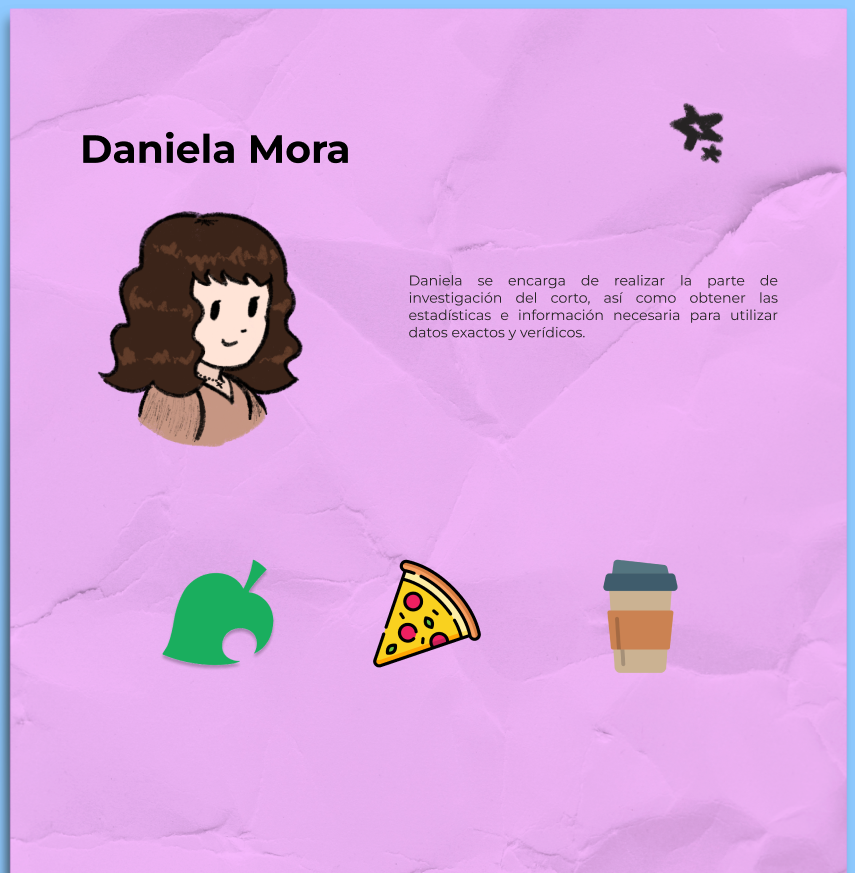 Daniela Mora
Daniela se encarga de realizar la parte de
investigación del corto, así como obtener las
estadísticas e información necesaria para utilizar
datos exactos y verídicos.